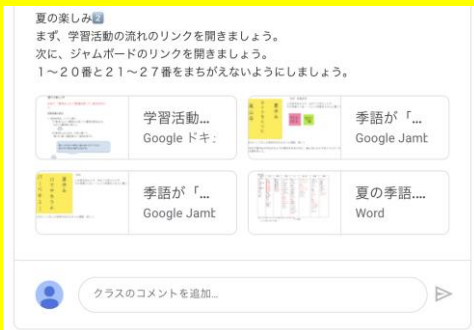 夏の楽しみ2️⃣
まず、学習活動の流れのリンクを開きましょう。
次に、ジャムボードのリンクを開きましょう。
1〜20番と21〜27番をまちがえないようにしましょう。
学習活動...
Google ドキ:
季語が「...
Google Jamb
季語が「...
Google Jamb
夏の季語....
Word
クラスのコメントを追加...